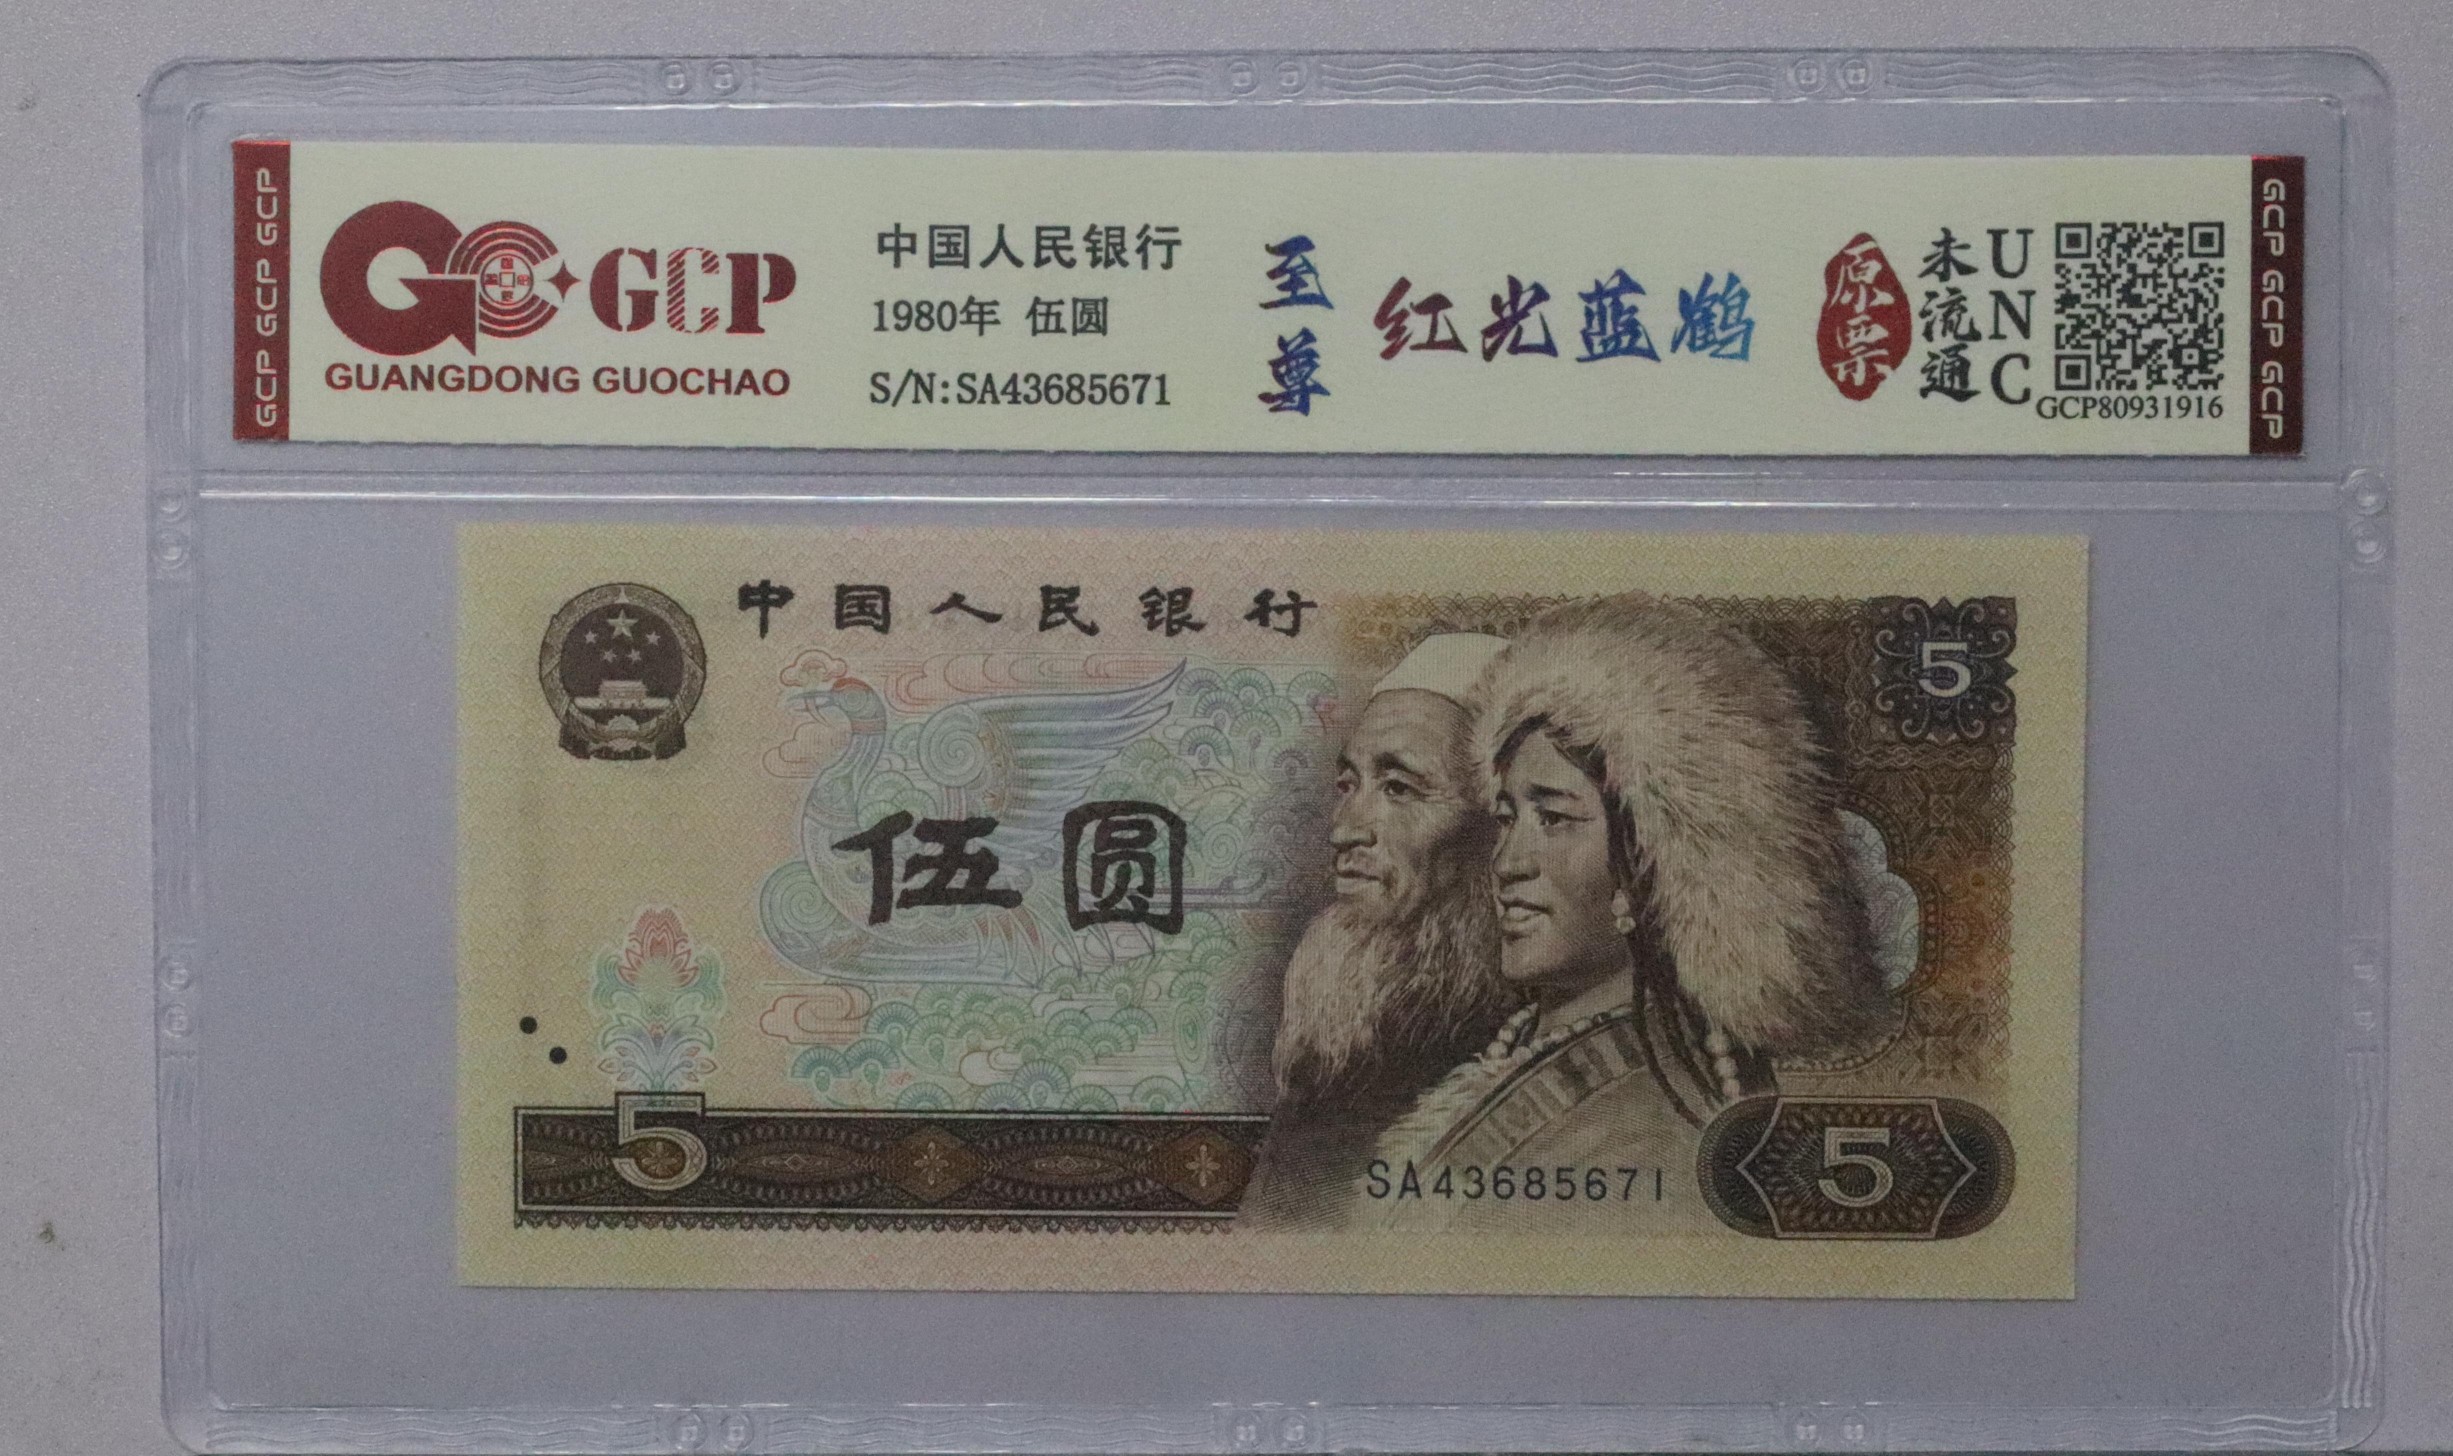 GCP GCP GCP
GCP
GUANGDONG GUOCHAO
中国人民银行
1980年 伍圆
S/N:SA43685671
至尊
红光蓝鹤
原票
未流通
UNC
GCP80931916
GCP GCP GCP
中国人民银行
5
伍圆
5
SA43685671
5